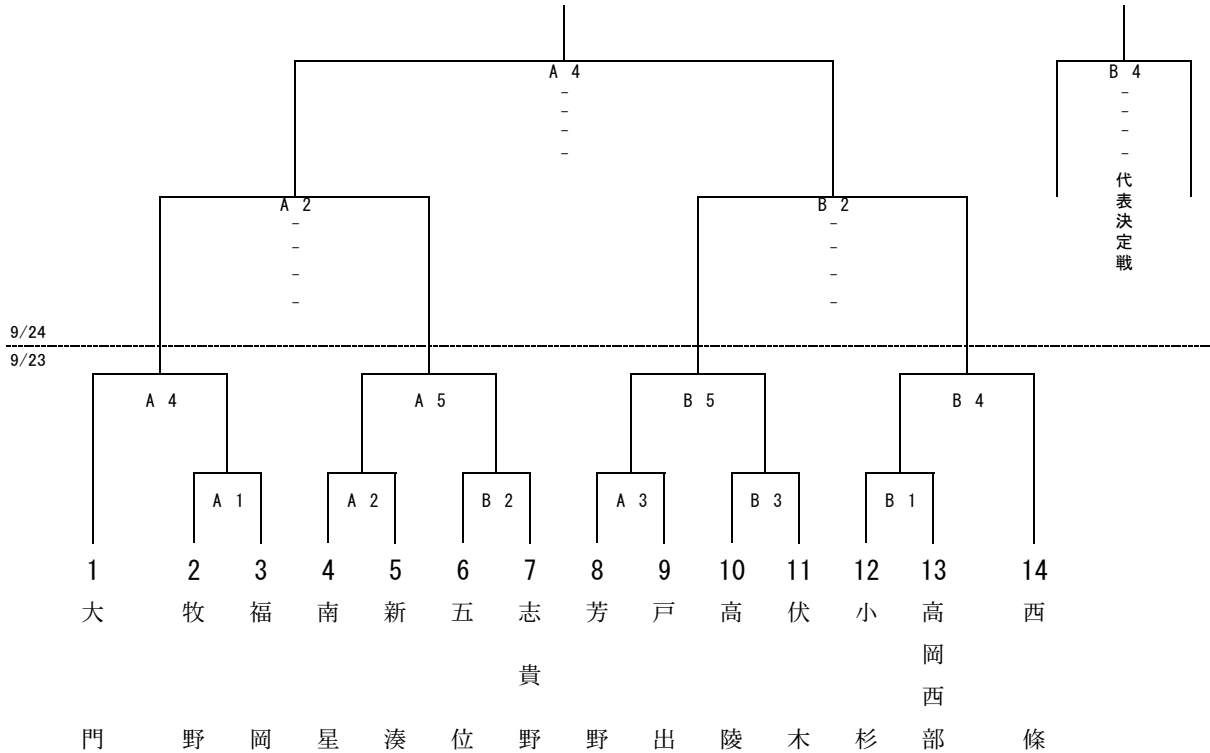 A 4
-
-
-
-
B 4
-
-
-
-
代表決定戦
A 2
-
-
-
-
B 2
-
-
-
-
9/24
9/23
A 4
A 5
B 5
B 4
A 1
A 2
B 2
A 3
B 3
B 1
1
2
3
4
5
6
7
8
9
10
11
12
13
14
大門
牧野
福岡
南星
新湊
五位
志貴野
芳野
戸出
高陵
伏木
小杉
高岡西部
西條